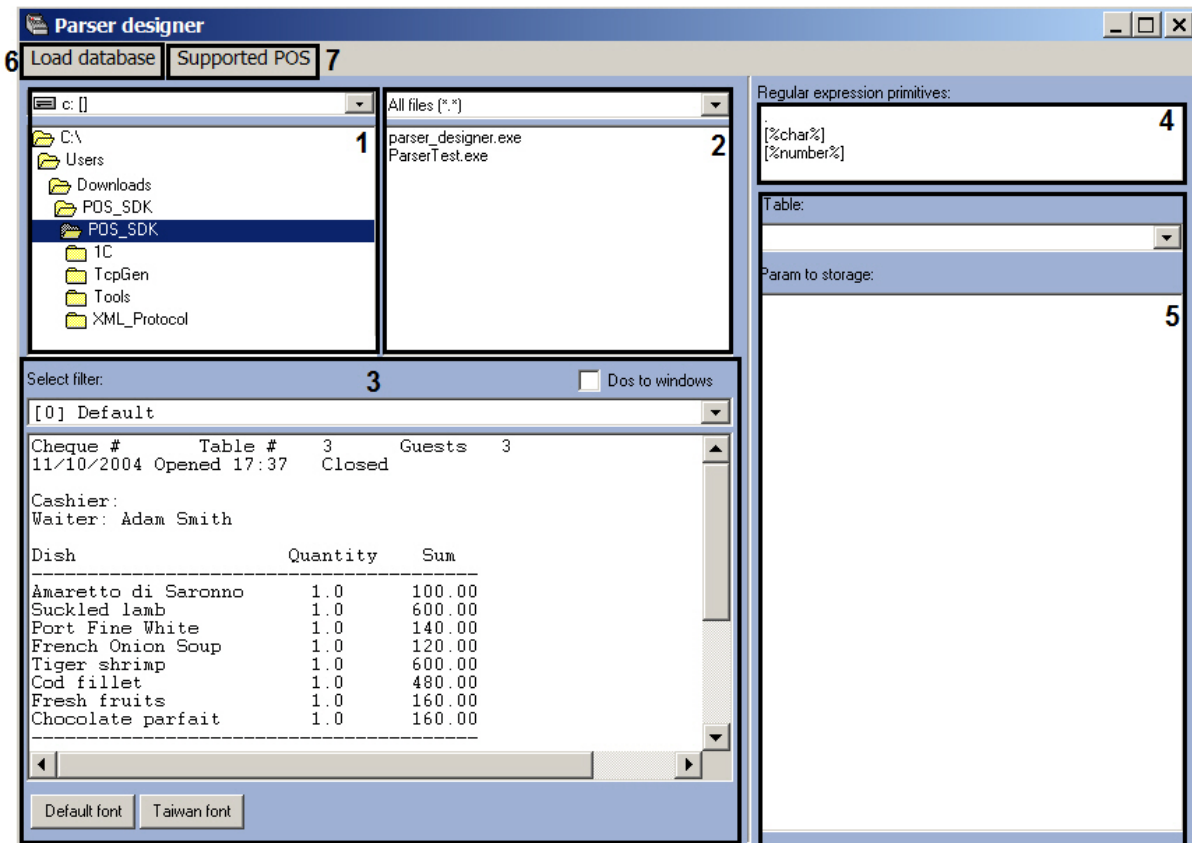 Parser designer
6 Load database Supported POS 7
c: []
1
C:\
Users
Downloads
POS_SDK
POS_SDK
1C
TcpGen
Tools
XML_Protocol
All files (*.*)
2
parser_designer.exe
ParserTest.exe
Regular expression primitives:
4
.
[%char%]
[%number%]
Table:
Param to storage:
5
Select filter:
3
Dos to windows
[0] Default
Cheque # Table # 3 Guests 3
11/10/2004 Opened 17:37 Closed
Cashier:
Waiter: Adam Smith
Dish Quantity Sum
--------------------------------------------
Amaretto di Saronno 1.0 100.00
Suckled lamb 1.0 600.00
Port Fine White 1.0 140.00
French Onion Soup 1.0 120.00
Tiger shrimp 1.0 600.00
Cod fillet 1.0 480.00
Fresh fruits 1.0 160.00
Chocolate parfait 1.0 160.00
--------------------------------------------
Default font Taiwan font